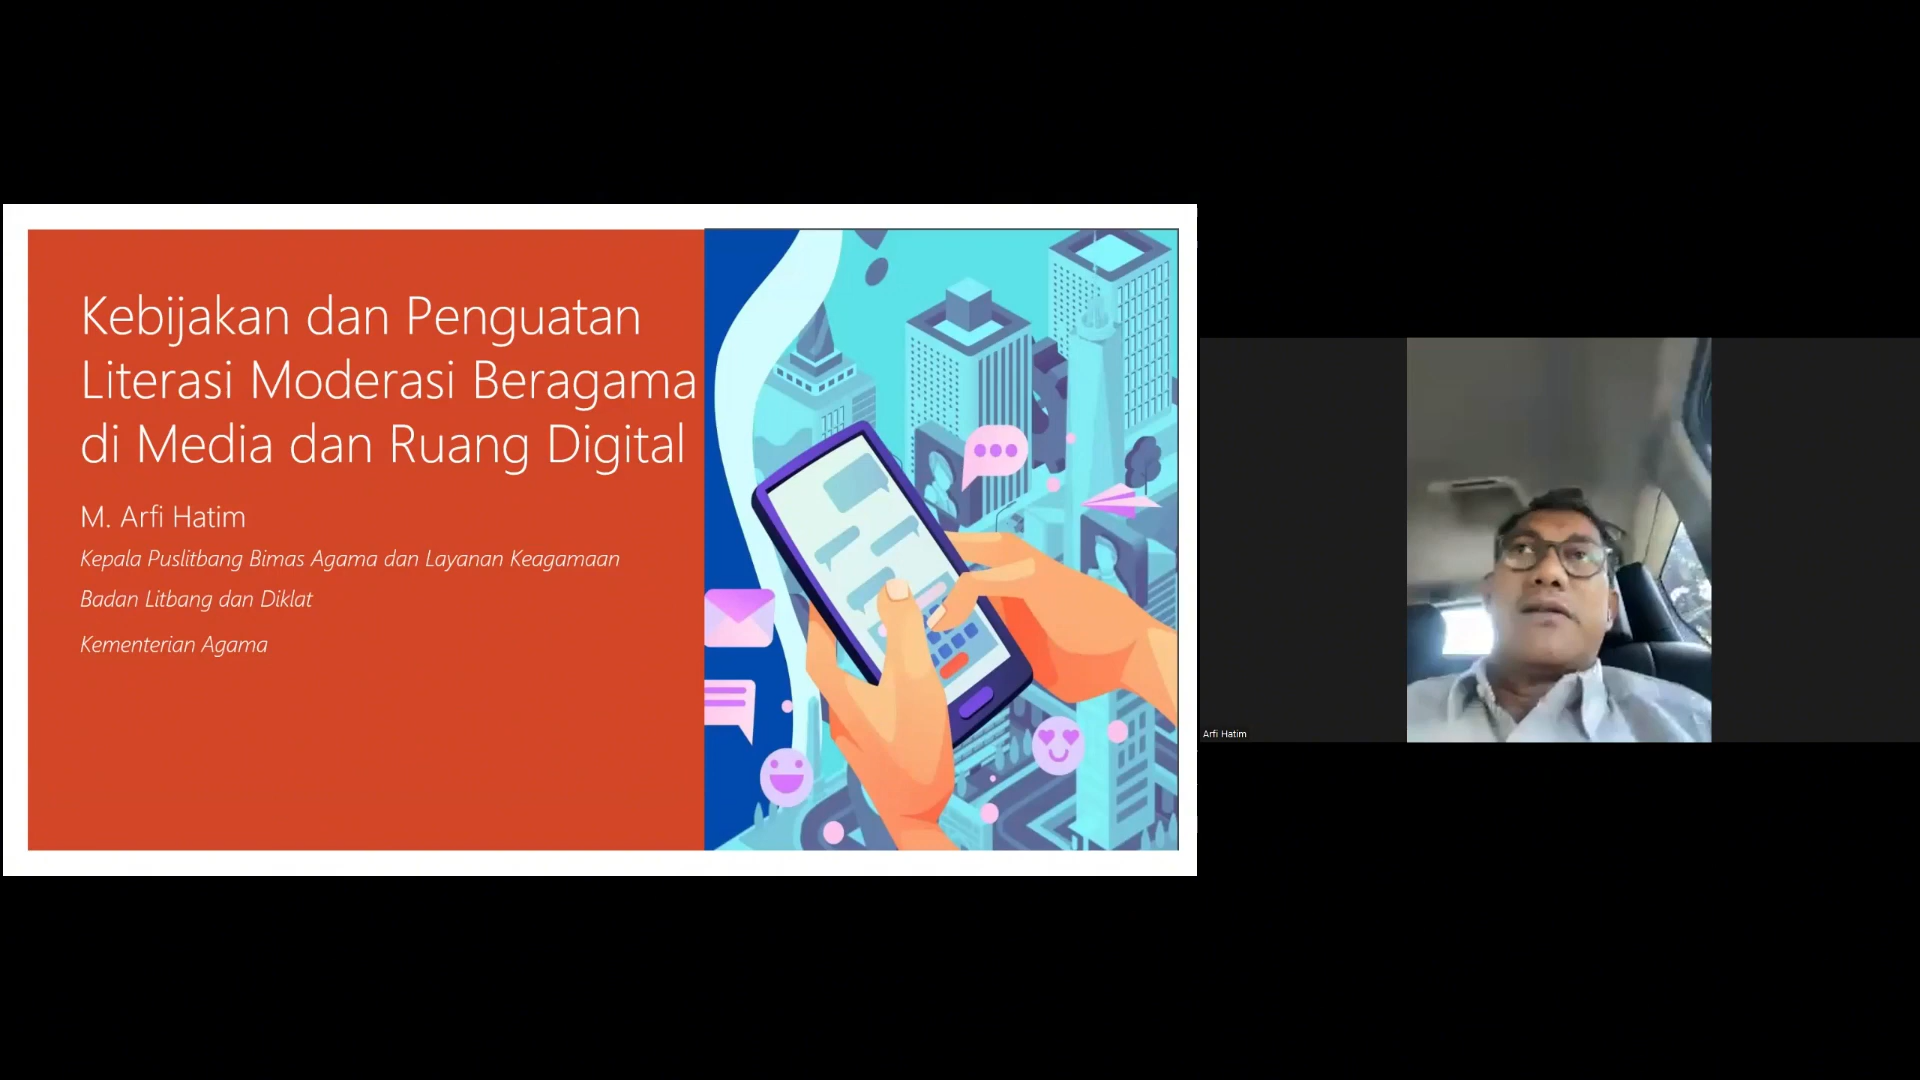 Kebijakan dan Penguatan
Literasi Moderasi Beragama
di Media dan Ruang Digital
M. Arfi Hatim
Kepala Puslitbang Bimas Agama dan Layanan Keagamaan
Badan Litbang dan Diklat
Kementerian Agama
Arfi Hatim